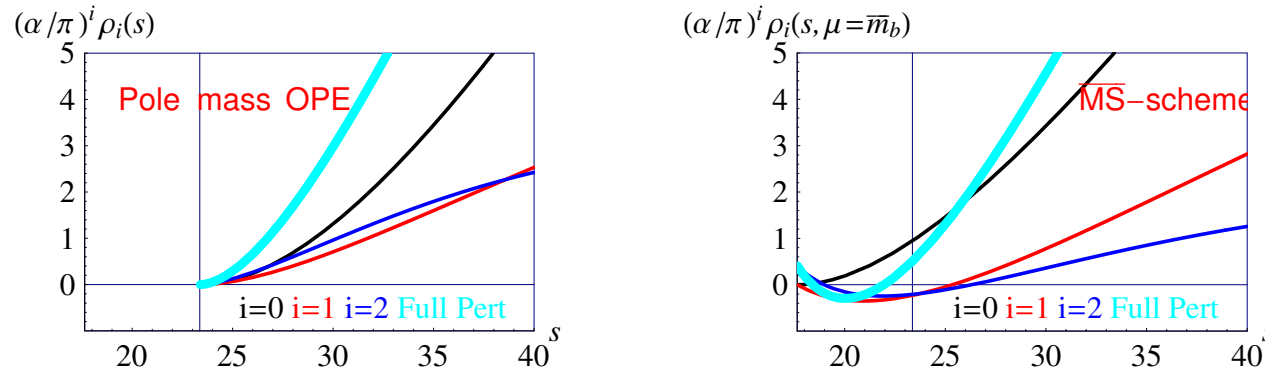 (α/π)^i ρ_i(s)
5
4
3
2
1
0
Pole mass OPE
i=0 i=1 i=2 Full Pert
20 25 30 35 40
s
(α/π)^i ρ_i(s, μ=m̅_b)
5
4
3
2
1
0
M̅S̅-scheme
i=0 i=1 i=2 Full Pert
20 25 30 35 40
s